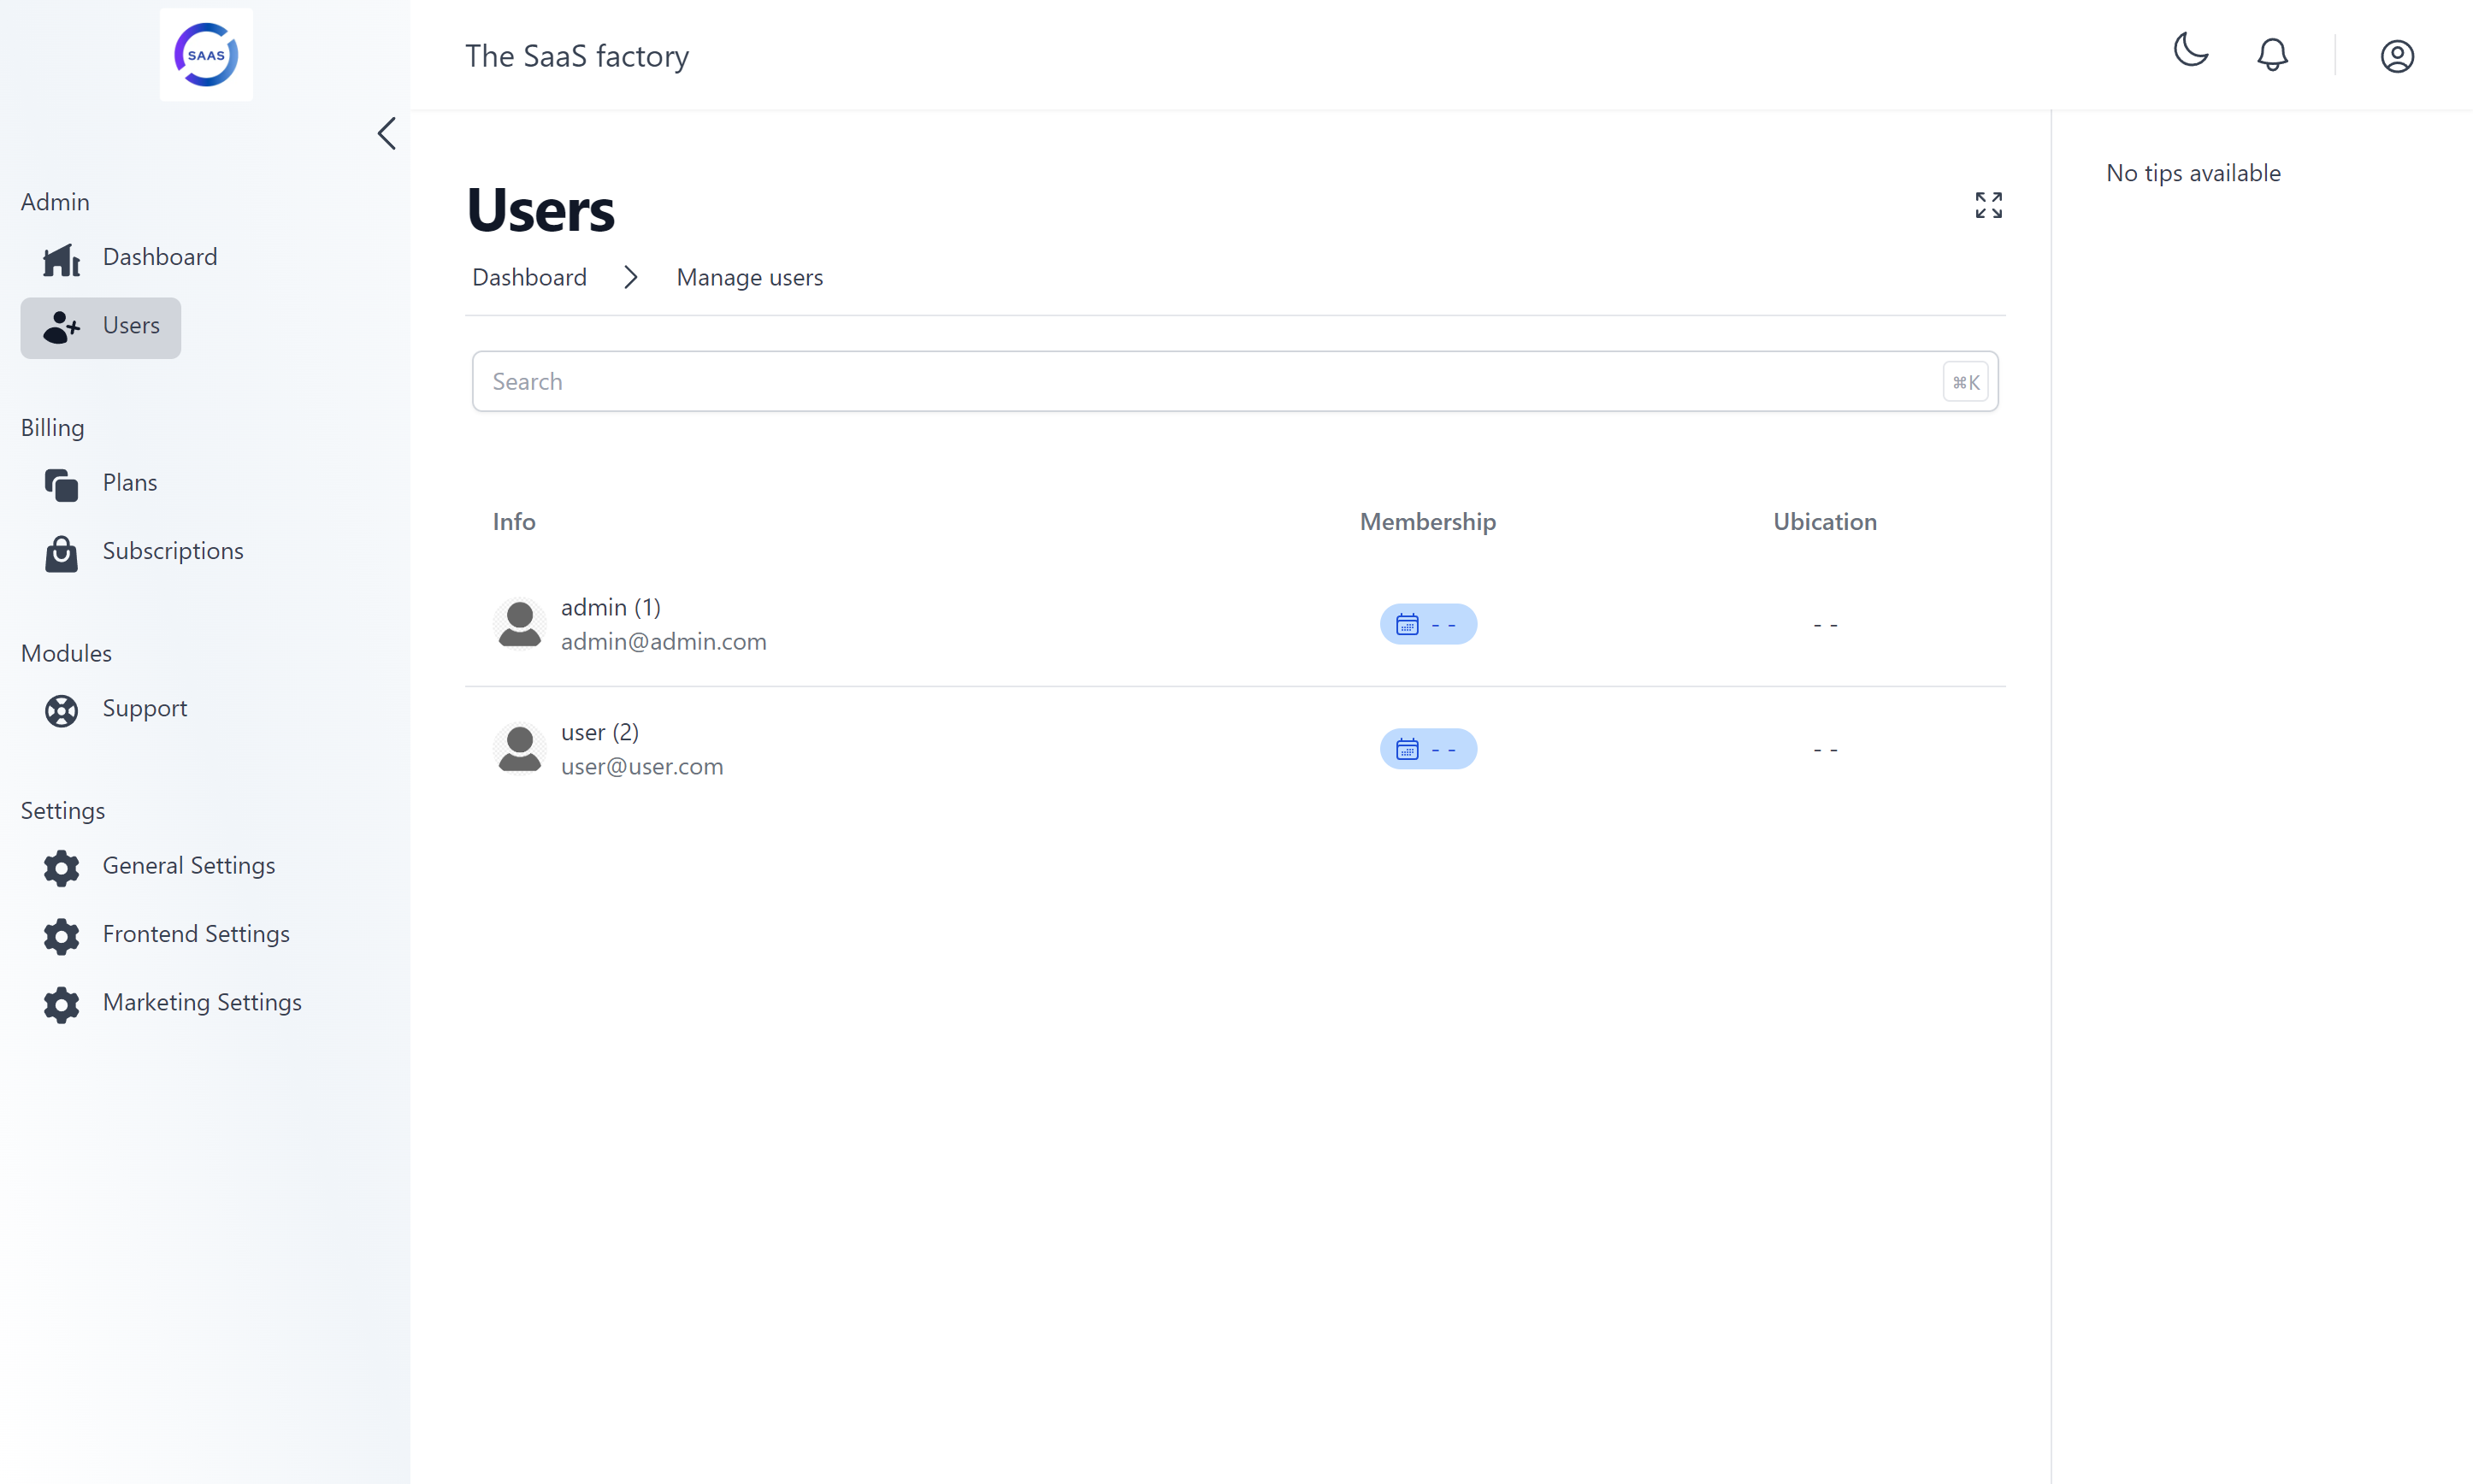 SAAS
The SaaS factory
Admin
Dashboard
Users
Billing
Plans
Subscriptions
Modules
Support
Settings
General Settings
Frontend Settings
Marketing Settings
Users
Dashboard
Manage users
Search
⌘K
Info Membership Ubication
admin (1)
admin@admin.com
- -
- -
user (2)
user@user.com
- -
- -
No tips available